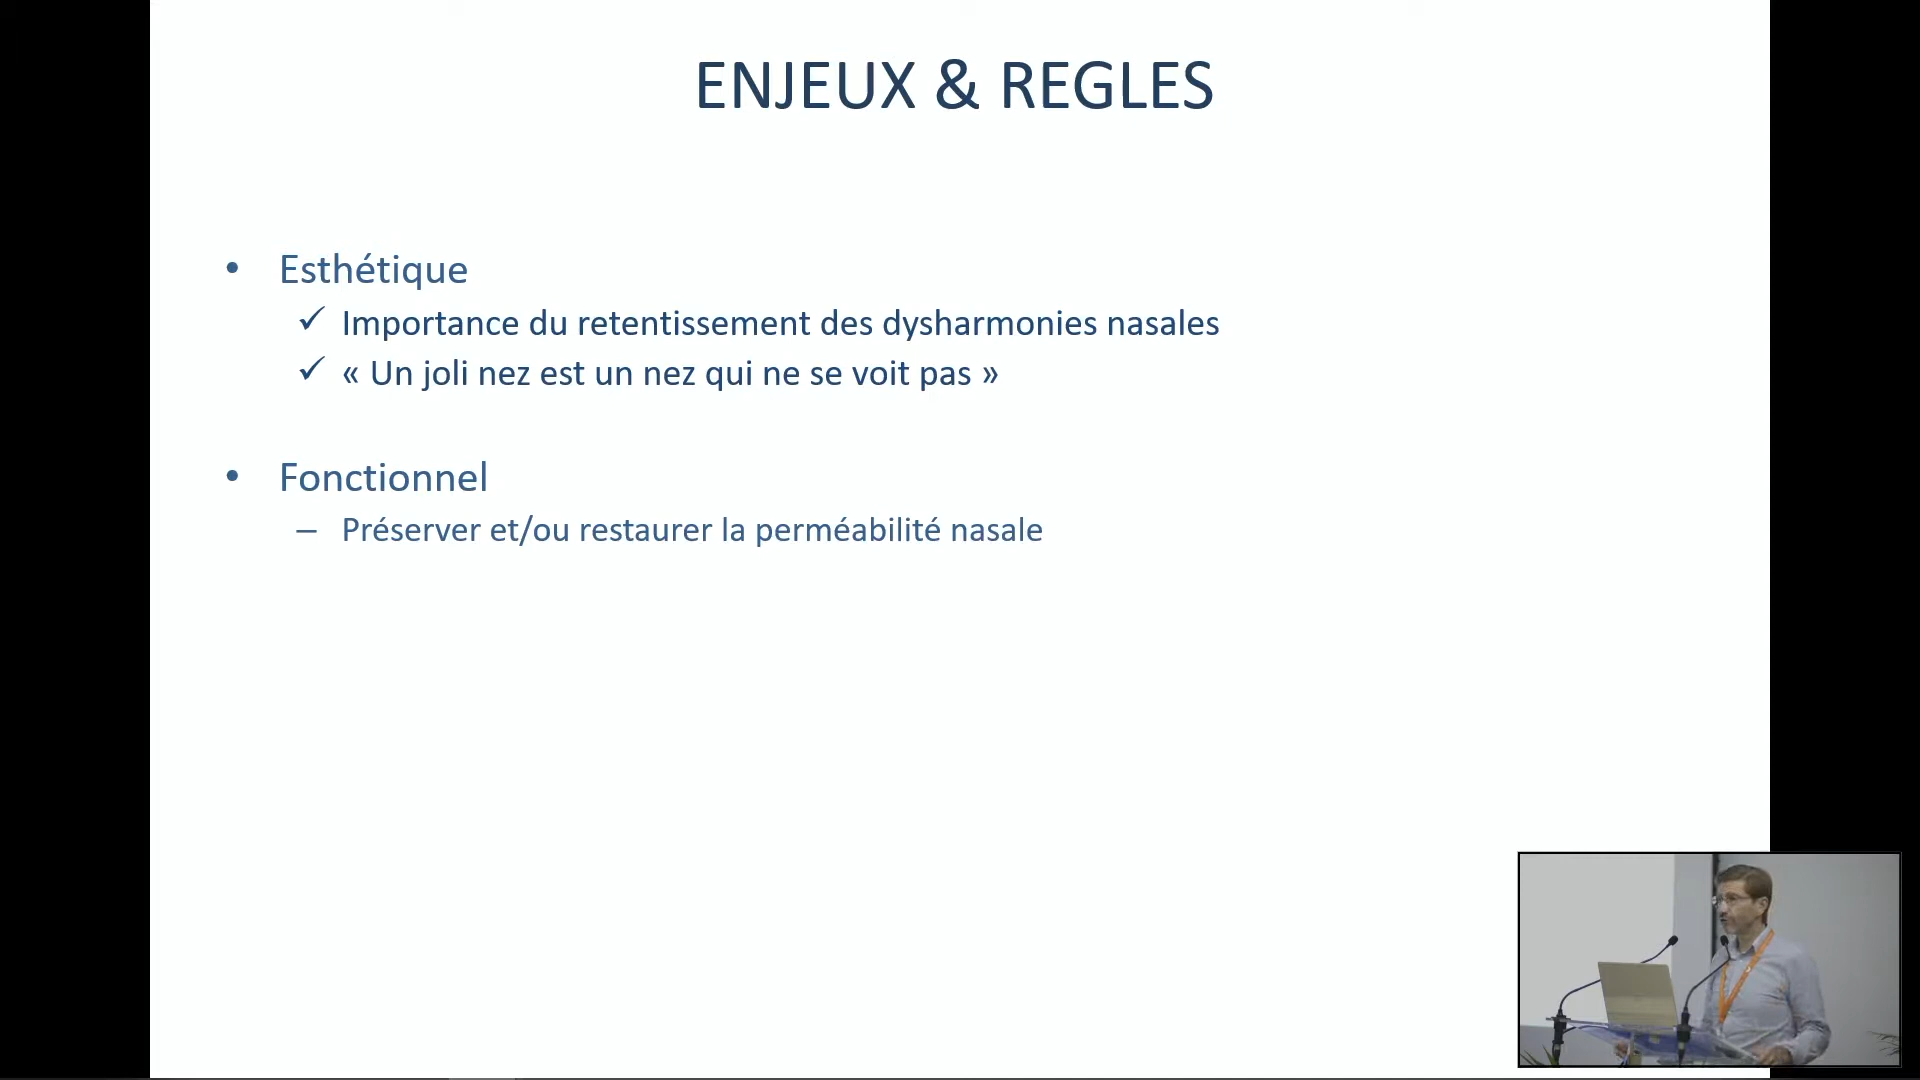 ENJEUX & REGLES
• Esthétique
✓ Importance du retentissement des dysharmonies nasales
✓ « Un joli nez est un nez qui ne se voit pas »
• Fonctionnel
– Préserver et/ou restaurer la perméabilité nasale